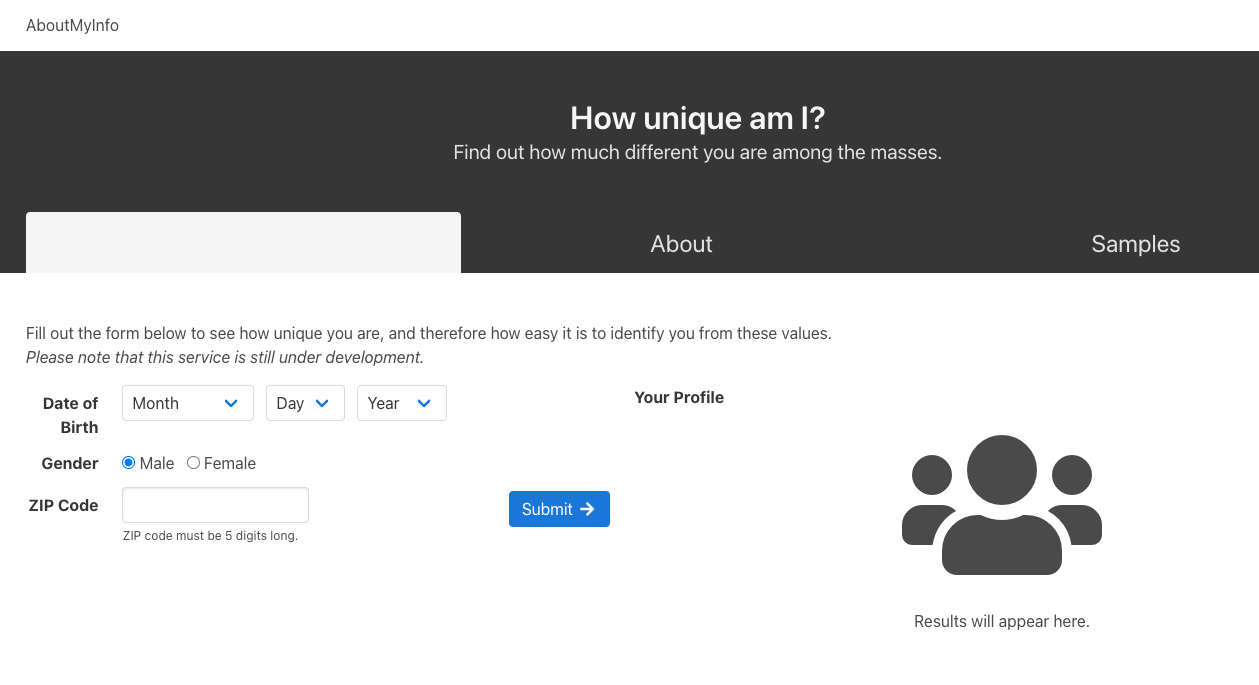 AboutMyInfo
How unique am I?
Find out how much different you are among the masses.
About
Samples
Fill out the form below to see how unique you are, and therefore how easy it is to identify you from these values.
Please note that this service is still under development.
Date of
Birth
Month
Day
Year
Your Profile
Gender
Male
Female
ZIP Code
Submit
ZIP code must be 5 digits long.
Results will appear here.